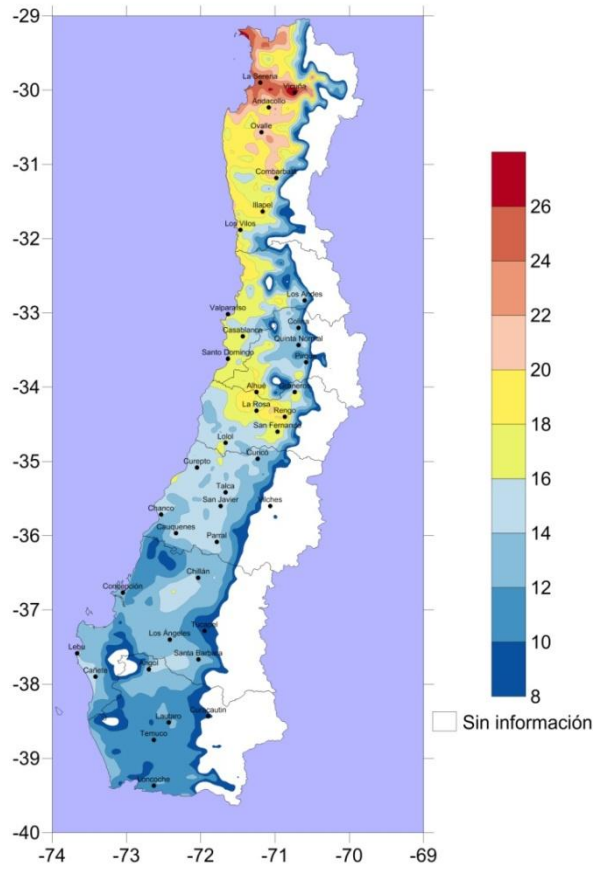 -29
-30
-31
-32
-33
-34
-35
-36
-37
-38
-39
-40
-74
-73
-72
-71
-70
-69
La Serena
Vicuña
Andacollo
Ovalle
Combarbalá
Illapel
Los Vilos
Los Andes
Valparaíso
Colina
Casablanca
Quinta Normal
Santo Domingo
Pirque
Alhué
Graneros
La Rosa
Rengo
San Fernando
Lolol
Curicó
Curepto
Talca
San Javier
Vilches
Chanco
Cauquenes
Parral
Chillán
Concepción
Tucapel
Los Ángeles
Lebu
Santa Bárbara
Angol
Cañete
Curacautín
Lautaro
Temuco
Loncoche
26
24
22
20
18
16
14
12
10
8
Sin información